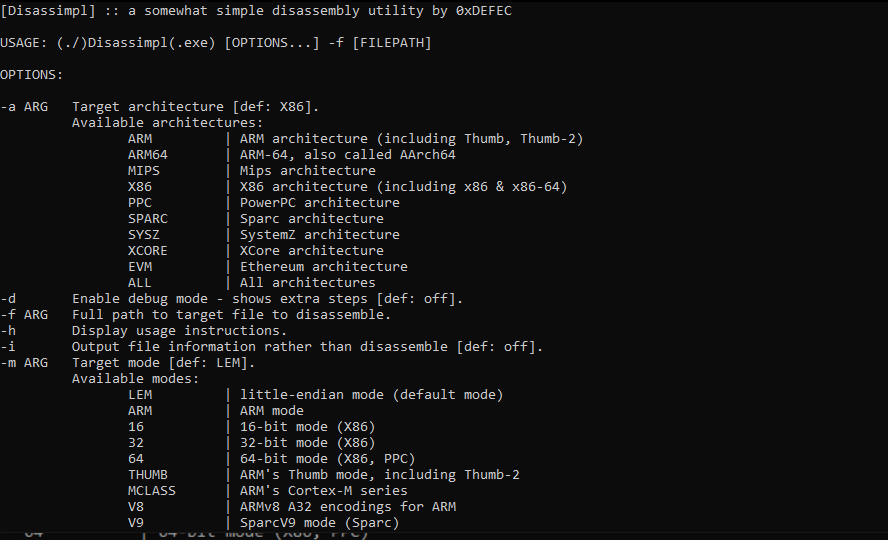 [Disassimpl] :: a somewhat simple disassembly utility by 0xDEFEC
USAGE: (./)Disassimpl(.exe) [OPTIONS...] -f [FILEPATH]
OPTIONS:
-a ARG   Target architecture [def: X86].
         Available architectures:
                ARM         | ARM architecture (including Thumb, Thumb-2)
                ARM64       | ARM-64, also called AArch64
                MIPS        | Mips architecture
                X86         | X86 architecture (including x86 & x86-64)
                PPC         | PowerPC architecture
                SPARC       | Sparc architecture
                SYSZ        | SystemZ architecture
                XCORE       | XCore architecture
                EVM         | Ethereum architecture
                ALL         | All architectures
-d       Enable debug mode - shows extra steps [def: off].
-f ARG   Full path to target file to disassemble.
-h       Display usage instructions.
-i       Output file information rather than disassemble [def: off].
-m ARG   Target mode [def: LEM].
         Available modes:
                LEM         | little-endian mode (default mode)
                ARM         | ARM mode
                16          | 16-bit mode (X86)
                32          | 32-bit mode (X86)
                64          | 64-bit mode (X86, PPC)
                THUMB       | ARM's Thumb mode, including Thumb-2
                MCLASS      | ARM's Cortex-M series
                V8          | ARMv8 A32 encodings for ARM
                V9          | SparcV9 mode (Sparc)
   64            | 64-bit mode (X86, PPC)